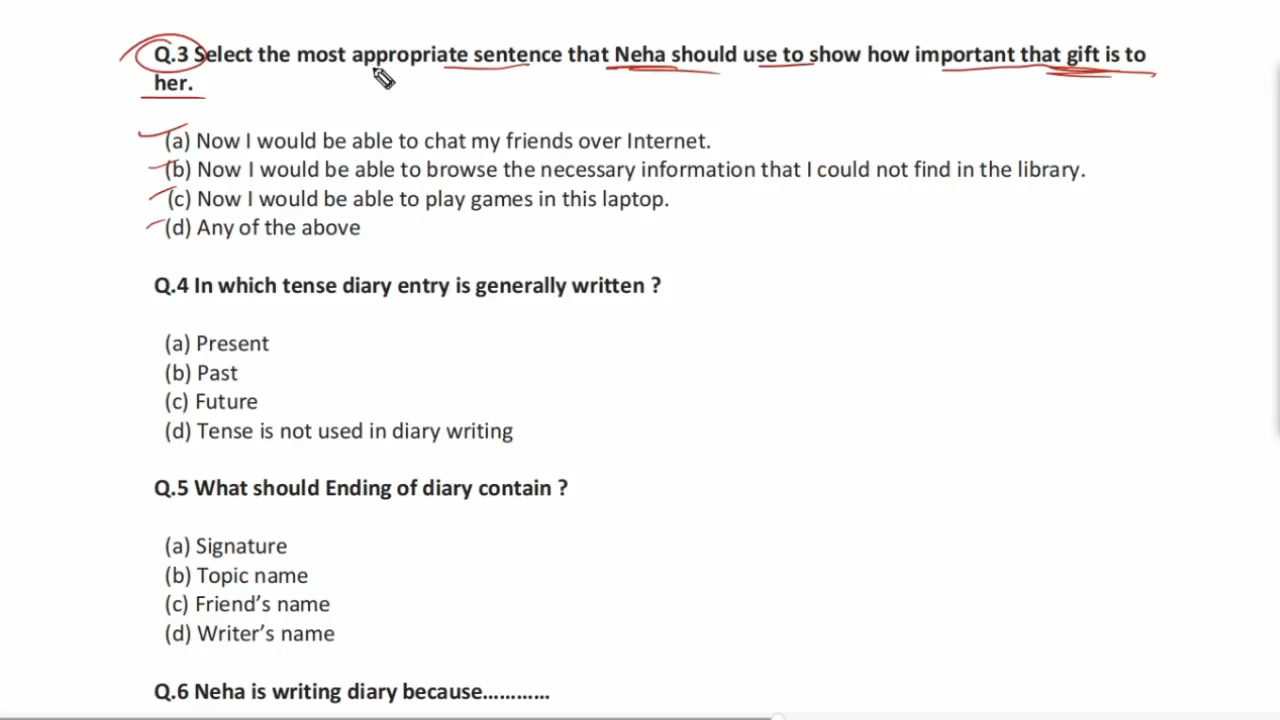 Q.3 Select the most appropriate sentence that Neha should use to show how important that gift is to
her.
(a) Now I would be able to chat my friends over Internet.
(b) Now I would be able to browse the necessary information that I could not find in the library.
(c) Now I would be able to play games in this laptop.
(d) Any of the above
Q.4 In which tense diary entry is generally written ?
(a) Present
(b) Past
(c) Future
(d) Tense is not used in diary writing
Q.5 What should Ending of diary contain ?
(a) Signature
(b) Topic name
(c) Friend’s name
(d) Writer’s name
Q.6 Neha is writing diary because............